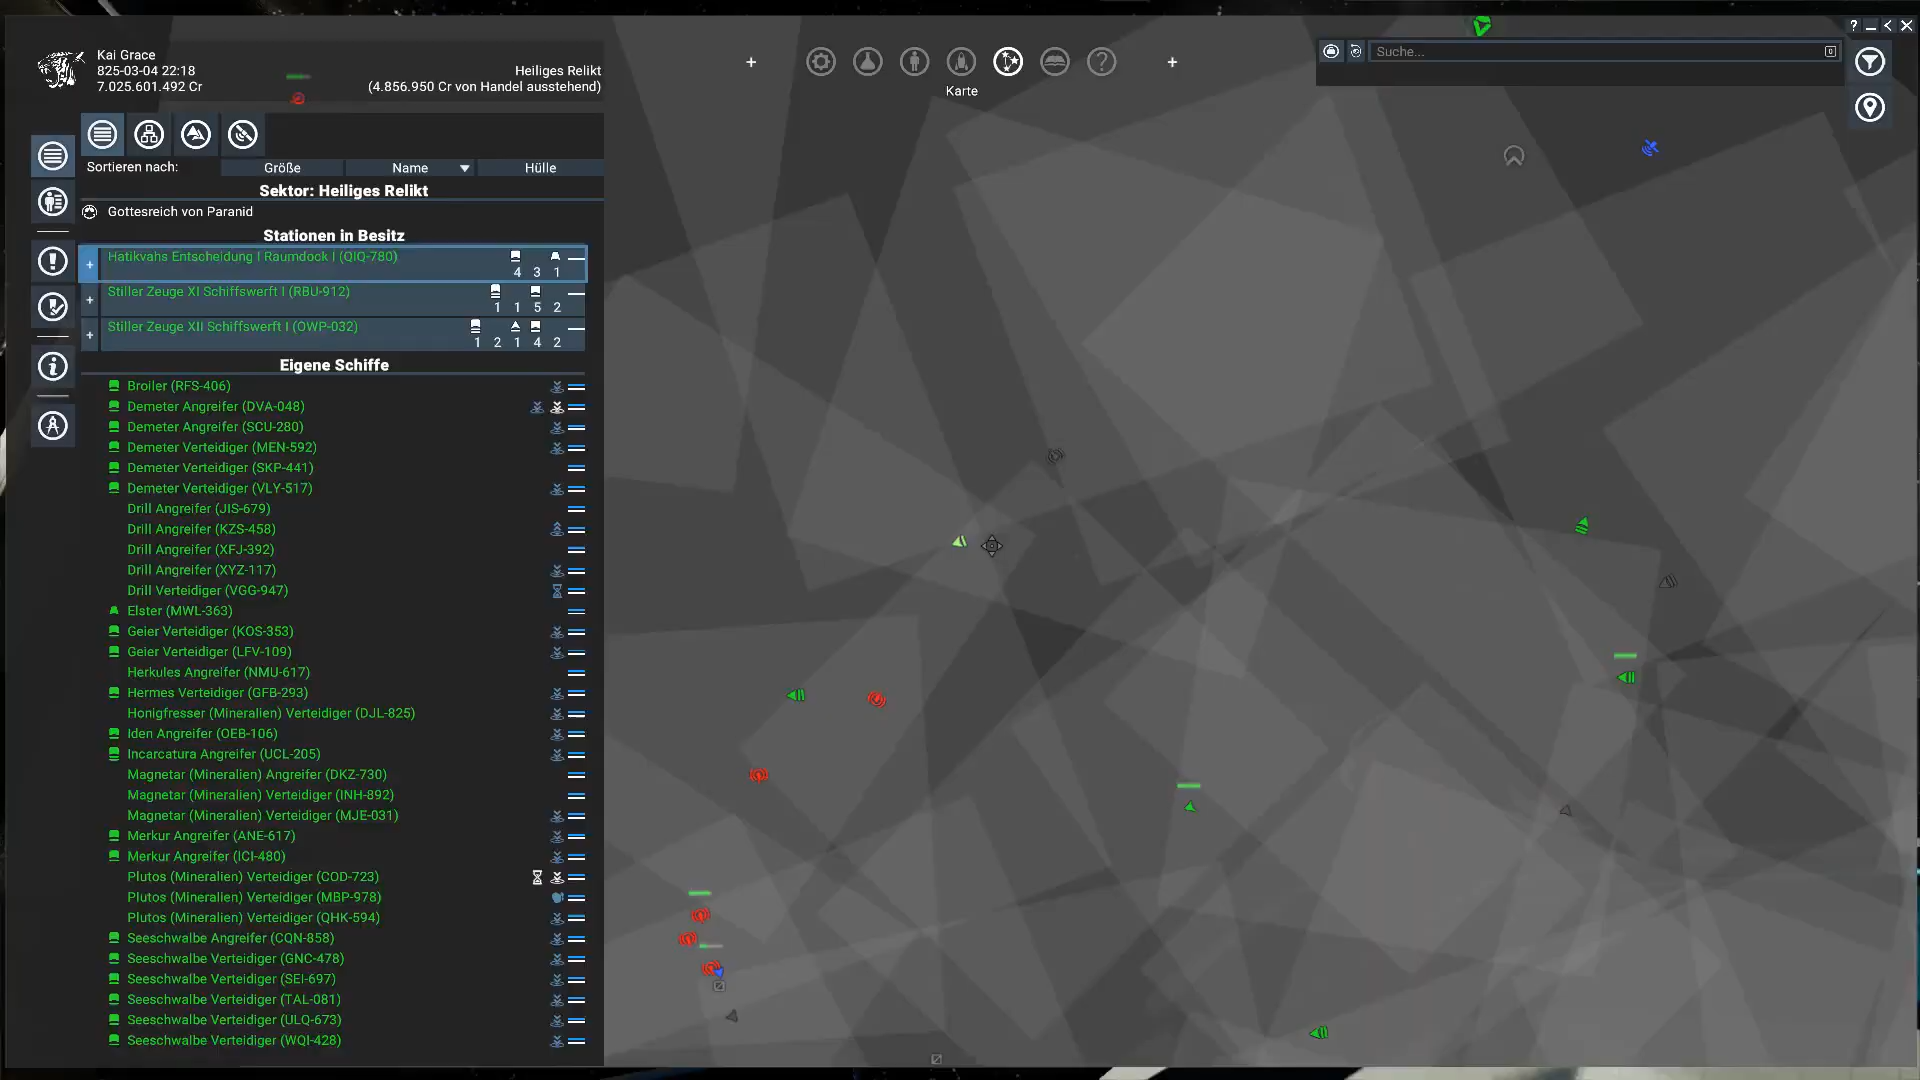 Kai Grace
825-03-04 22:18
7.025.601.492 Cr
Heiliges Relikt
(4.856.950 Cr von Handel ausstehend)
Karte
Suche...
Sortieren nach:
Größe
Name
Hülle
Sektor: Heiliges Relikt
Gottesreich von Paranid
Stationen in Besitz
Hatikvahs Entscheidung I Raumdock I (QIQ-780)
4 3 1
Stiller Zeuge XI Schiffswerft I (RBU-912)
1 1 5 2
Stiller Zeuge XII Schiffswerft I (OWP-032)
1 2 1 4 2
Eigene Schiffe
Broiler (RFS-406)
Demeter Angreifer (DVA-048)
Demeter Angreifer (SCU-280)
Demeter Verteidiger (MEN-592)
Demeter Verteidiger (SKP-441)
Demeter Verteidiger (VLY-517)
Drill Angreifer (JIS-679)
Drill Angreifer (KZS-458)
Drill Angreifer (XFJ-392)
Drill Angreifer (XYZ-117)
Drill Verteidiger (VGG-947)
Elster (MWL-363)
Geier Verteidiger (KOS-353)
Geier Verteidiger (LFV-109)
Herkules Angreifer (NMU-617)
Hermes Verteidiger (GFB-293)
Honigfresser (Mineralien) Verteidiger (DJL-825)
Iden Angreifer (OEB-106)
Incarcatura Angreifer (UCL-205)
Magnetar (Mineralien) Angreifer (DKZ-730)
Magnetar (Mineralien) Verteidiger (INH-892)
Magnetar (Mineralien) Verteidiger (MJE-031)
Merkur Angreifer (ANE-617)
Merkur Angreifer (ICI-480)
Plutos (Mineralien) Verteidiger (COD-723)
Plutos (Mineralien) Verteidiger (MBP-978)
Plutos (Mineralien) Verteidiger (QHK-594)
Seeschwalbe Angreifer (CQN-858)
Seeschwalbe Verteidiger (GNC-478)
Seeschwalbe Verteidiger (SEI-697)
Seeschwalbe Verteidiger (TAL-081)
Seeschwalbe Verteidiger (ULQ-673)
Seeschwalbe Verteidiger (WQI-428)